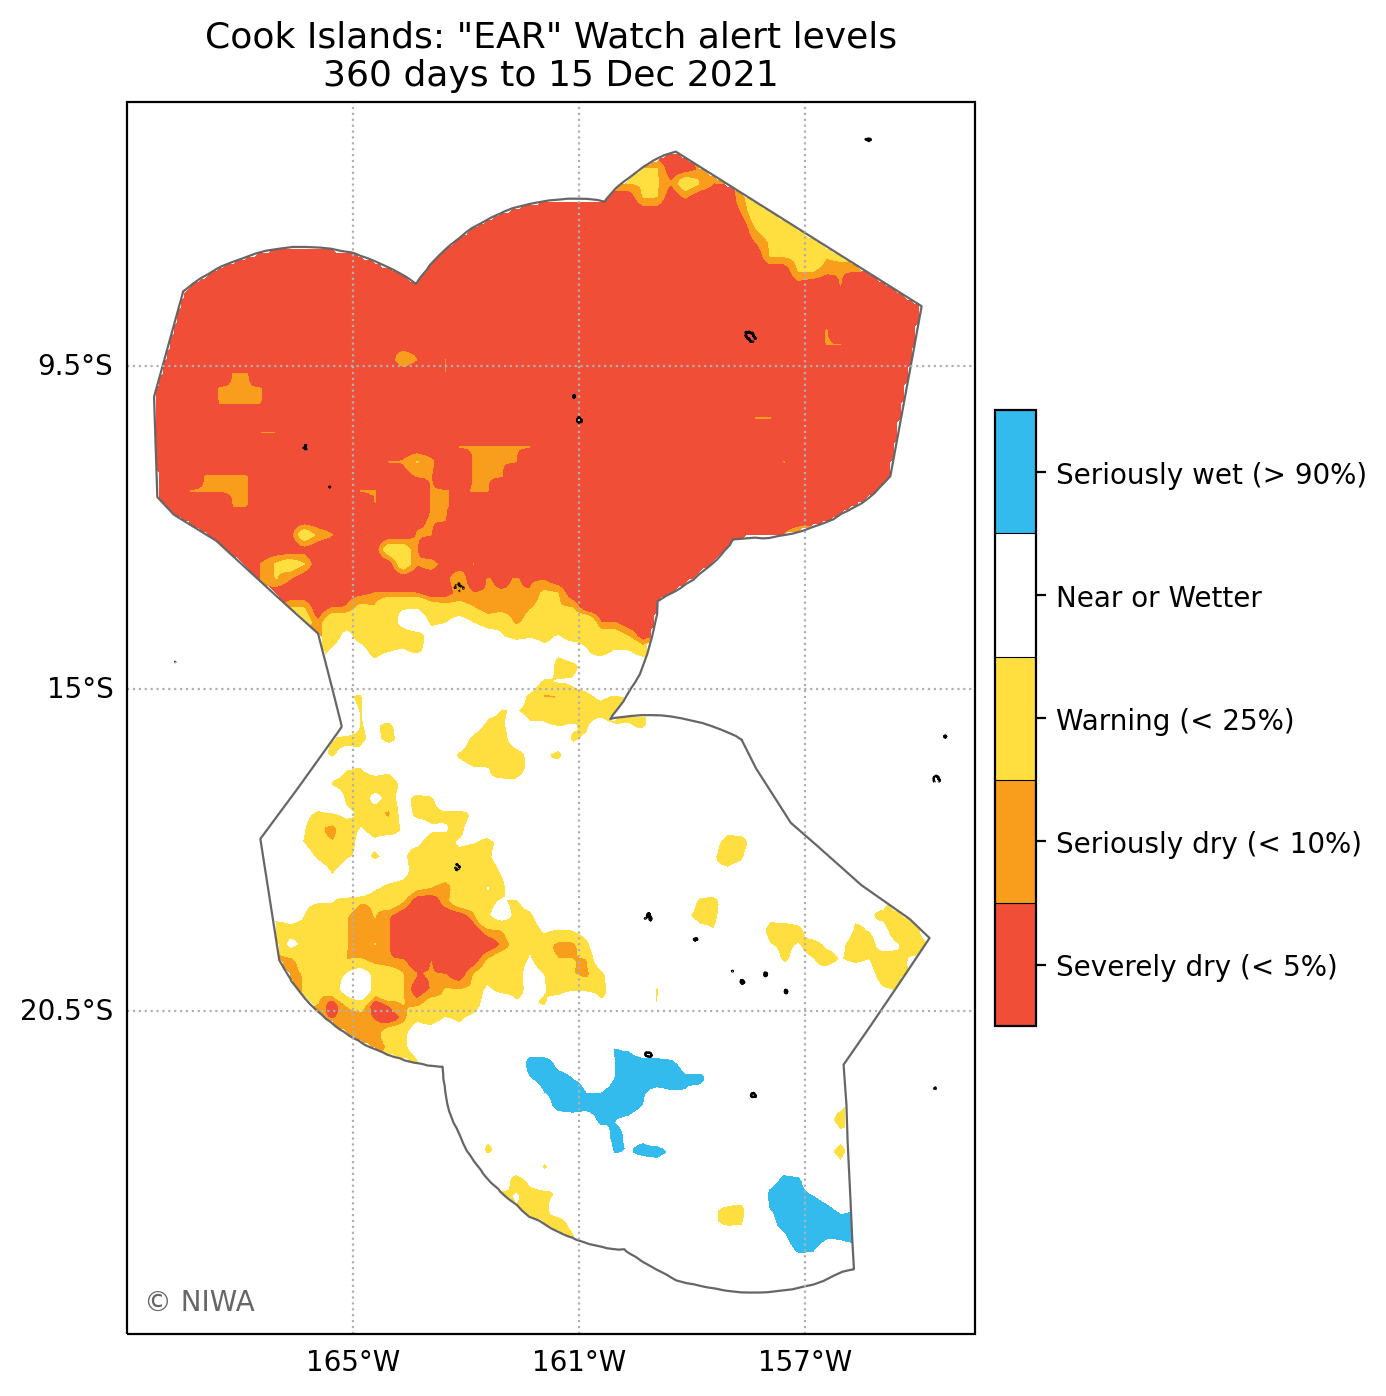 Cook Islands: "EAR" Watch alert levels
360 days to 15 Dec 2021
9.5°S
15°S
20.5°S
165°W
161°W
157°W
Seriously wet (> 90%)
Near or Wetter
Warning (< 25%)
Seriously dry (< 10%)
Severely dry (< 5%)
© NIWA